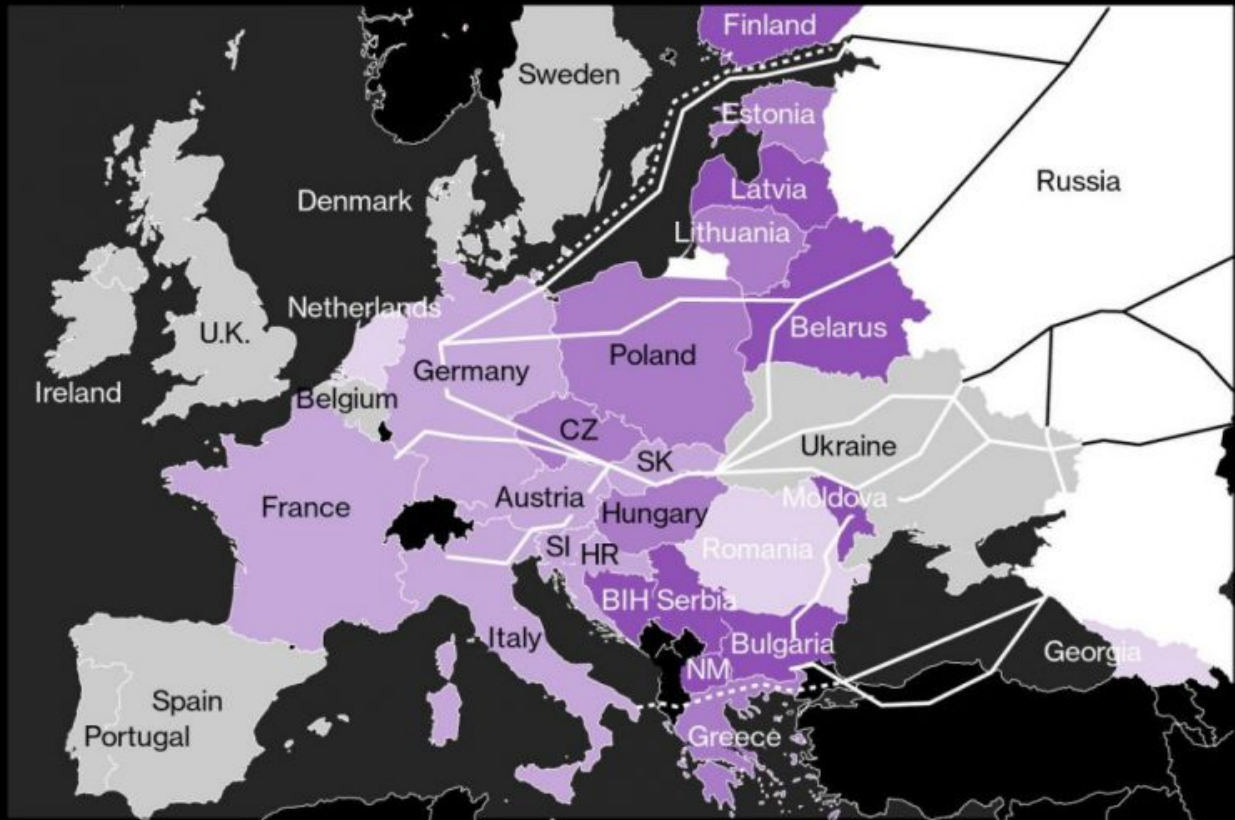 Finland
Sweden
Estonia
Russia
Latvia
Denmark
Lithuania
Netherlands
U.K.
Belarus
Poland
Germany
Ireland
Belgium
CZ
Ukraine
SK
Austria
Moldova
France
Hungary
SI HR
Romania
BIH Serbia
Italy
Bulgaria
Georgia
NM
Spain
Portugal
Greece